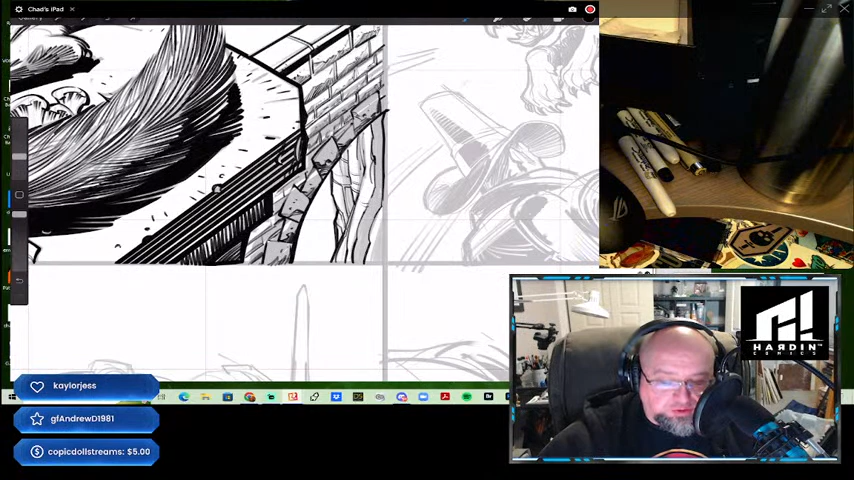 Chad's iPad
kaylorjess
gfAndrewD1981
copicdollstreams: $5.00
HARDIN
COMICS